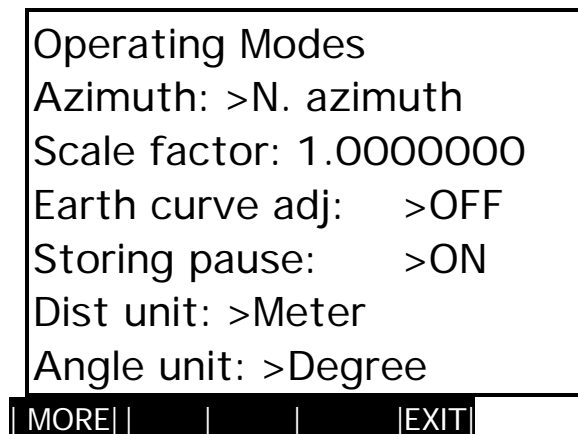 Operating Modes
Azimuth: >N. azimuth
Scale factor: 1.0000000
Earth curve adj: >OFF
Storing pause: >ON
Dist unit: >Meter
Angle unit: >Degree
| MORE| | | | |EXIT|